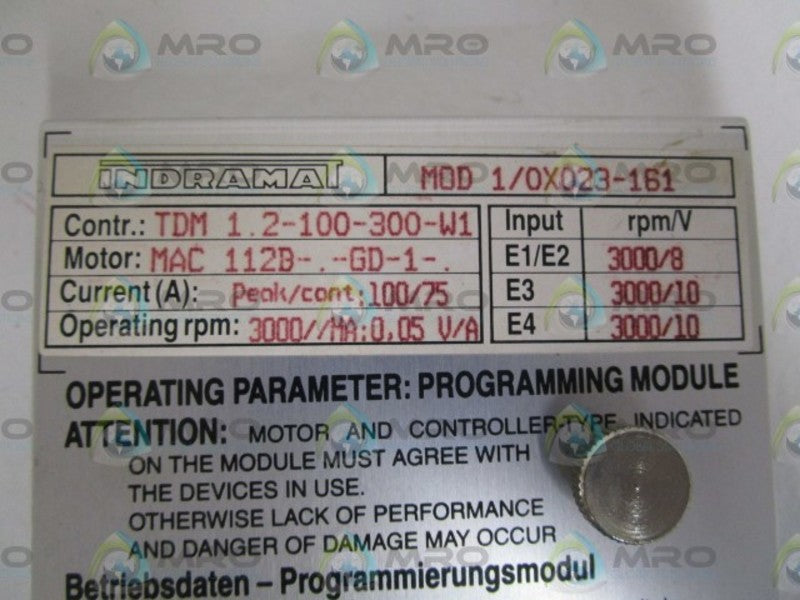 INDRAMAT MOD 1/0X023-161
Contr.: TDM 1.2-100-300-W1 Input rpm/V
Motor: MAC 112B-.-GD-1-. E1/E2 3000/8
Current (A): Peak/cont:100/75 E3 3000/10
Operating rpm: 3000//MA:0,05 V/A E4 3000/10
OPERATING PARAMETER: PROGRAMMING MODULE
ATTENTION: MOTOR AND CONTROLLER-TYPE INDICATED
ON THE MODULE MUST AGREE WITH
THE DEVICES IN USE.
OTHERWISE LACK OF PERFORMANCE
AND DANGER OF DAMAGE MAY OCCUR
Betriebsdaten – Programmierungsmodul
MRO